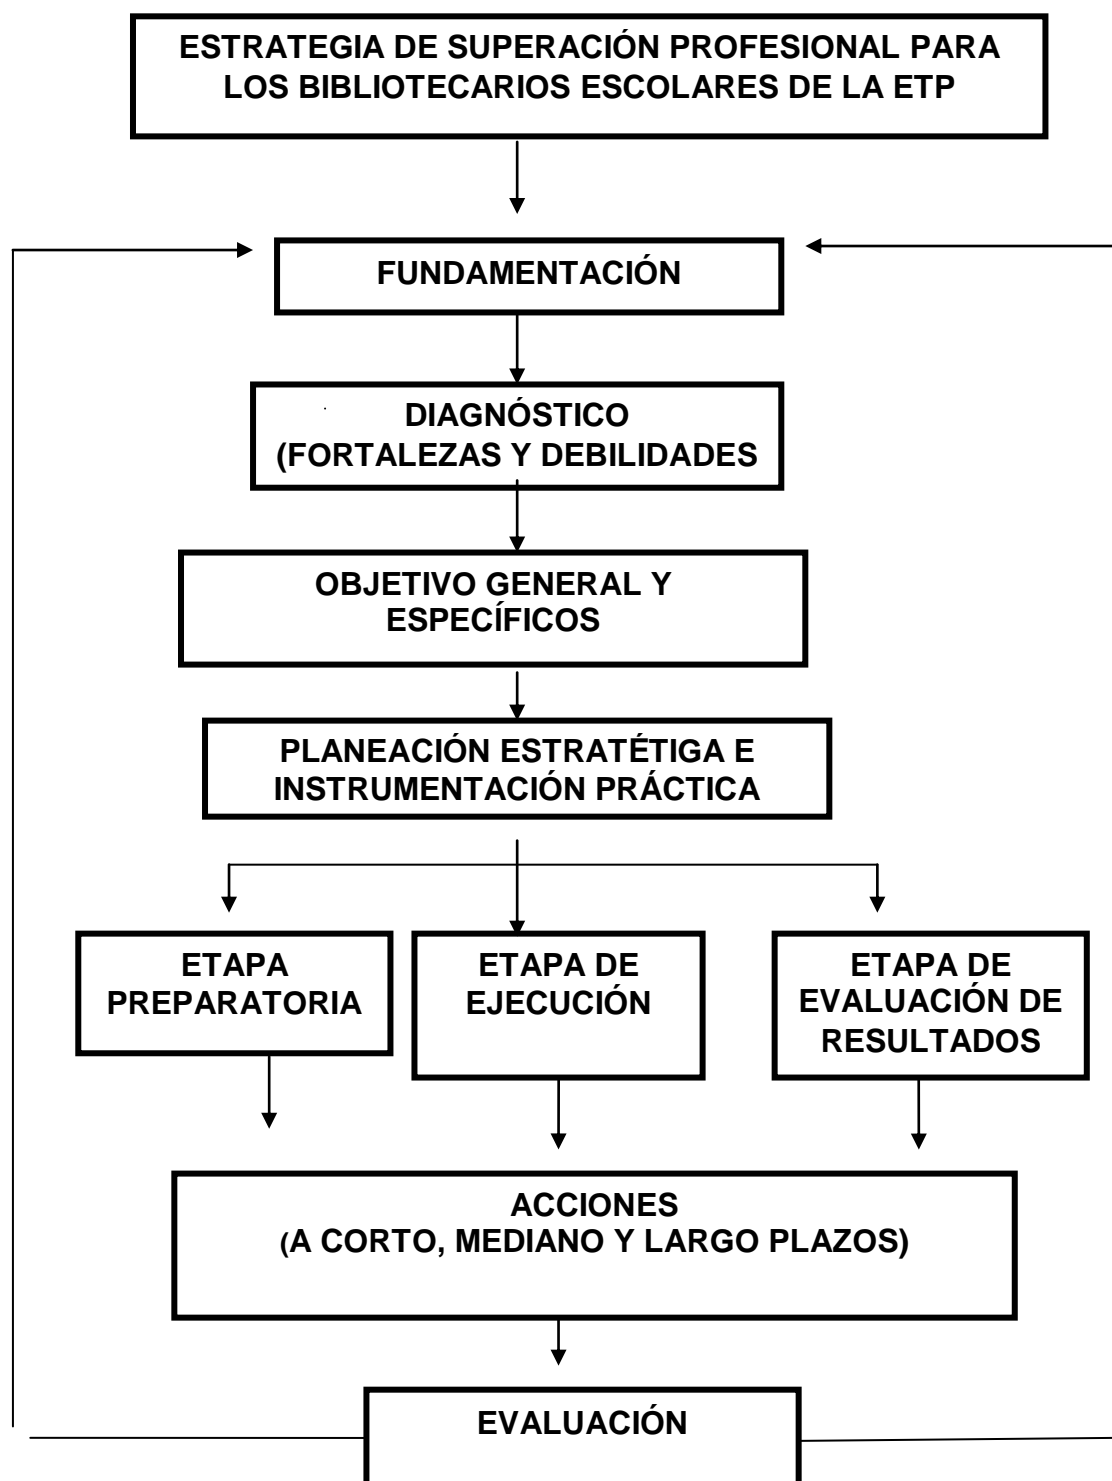 ESTRATEGIA DE SUPERACIÓN PROFESIONAL PARA
LOS BIBLIOTECARIOS ESCOLARES DE LA ETP
FUNDAMENTACIÓN
DIAGNÓSTICO
(FORTALEZAS Y DEBILIDADES
OBJETIVO GENERAL Y
ESPECÍFICOS
PLANEACIÓN ESTRATÉTIGA E
INSTRUMENTACIÓN PRÁCTICA
ETAPA
PREPARATORIA
ETAPA DE
EJECUCIÓN
ETAPA DE
EVALUACIÓN DE
RESULTADOS
ACCIONES
(A CORTO, MEDIANO Y LARGO PLAZOS)
EVALUACIÓN